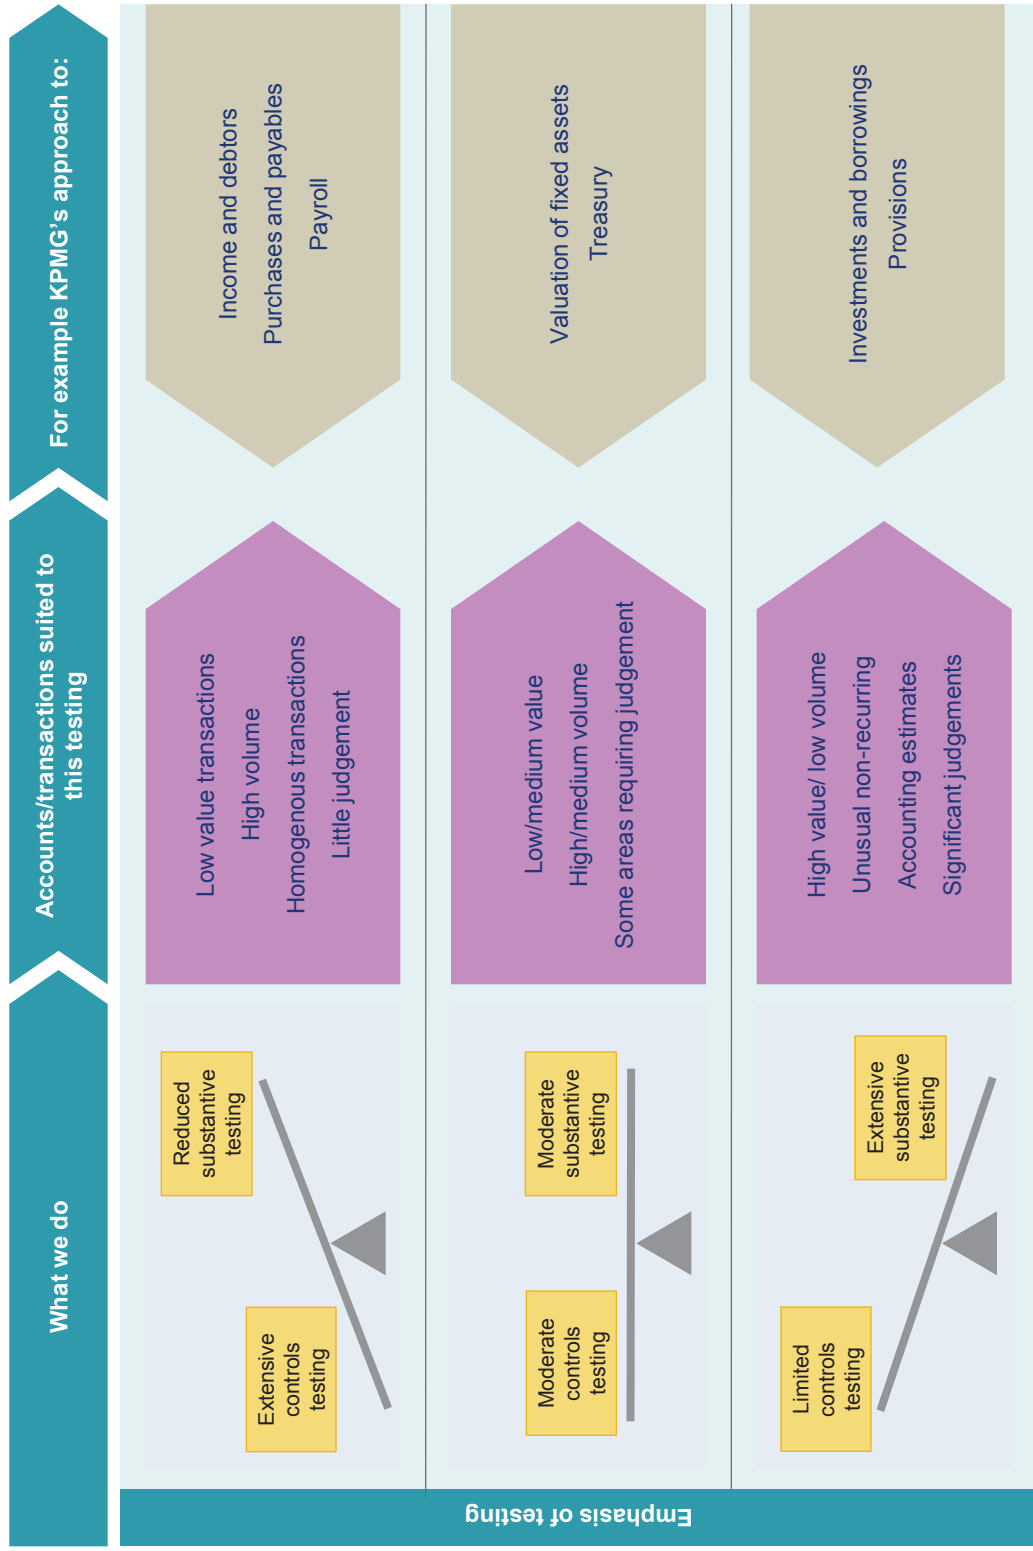 What we do
Accounts/transactions suited to
this testing
For example KPMG's approach to:
Emphasis of testing
Extensive
controls
testing
Reduced
substantive
testing
Low value transactions
High volume
Homogenous transactions
Little judgement
Income and debtors
Purchases and payables
Payroll
Moderate
controls
testing
Moderate
substantive
testing
Low/medium value
High/medium volume
Some areas requiring judgement
Valuation of fixed assets
Treasury
Limited
controls
testing
Extensive
substantive
testing
High value/ low volume
Unusual non-recurring
Accounting estimates
Significant judgements
Investments and borrowings
Provisions